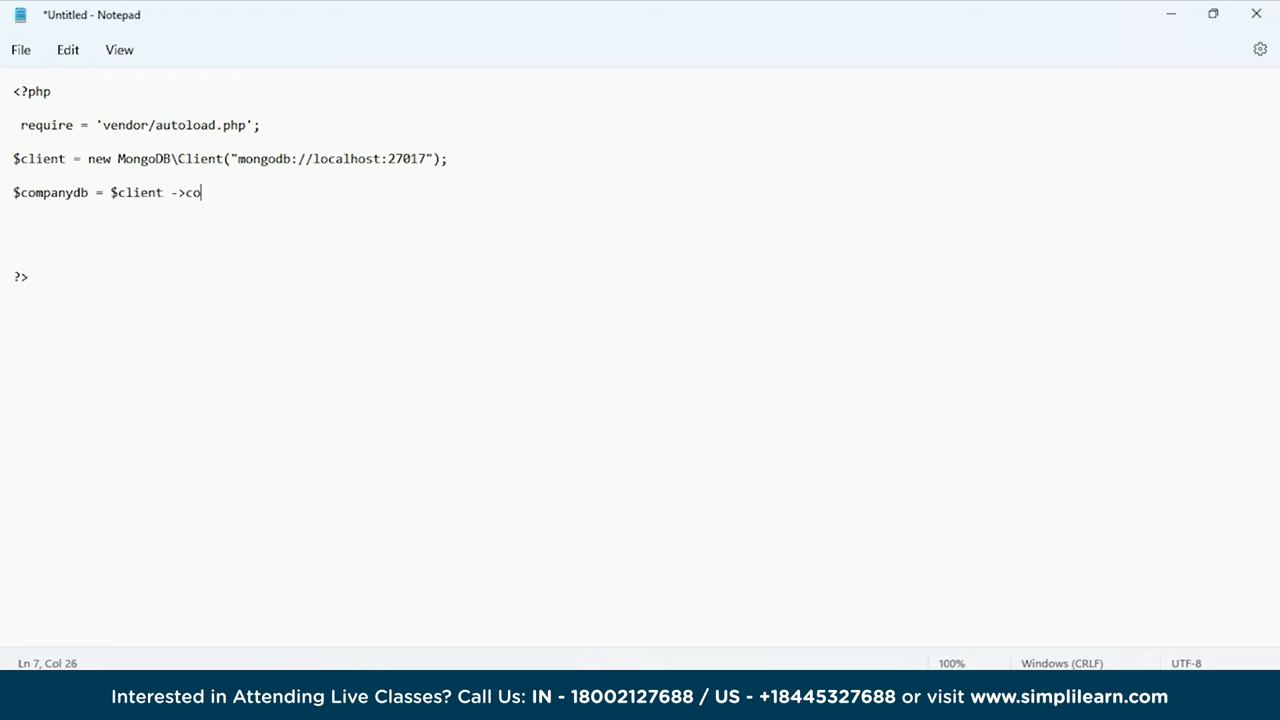 *Untitled - Notepad
File Edit View
<?php
require = 'vendor/autoload.php';
$client = new MongoDB\Client("mongodb://localhost:27017");
$companydb = $client ->co
?>
Ln 7, Col 26 100% Windows (CRLF) UTF-8
Interested in Attending Live Classes? Call Us: IN - 18002127688 / US - +18445327688 or visit www.simplilearn.com